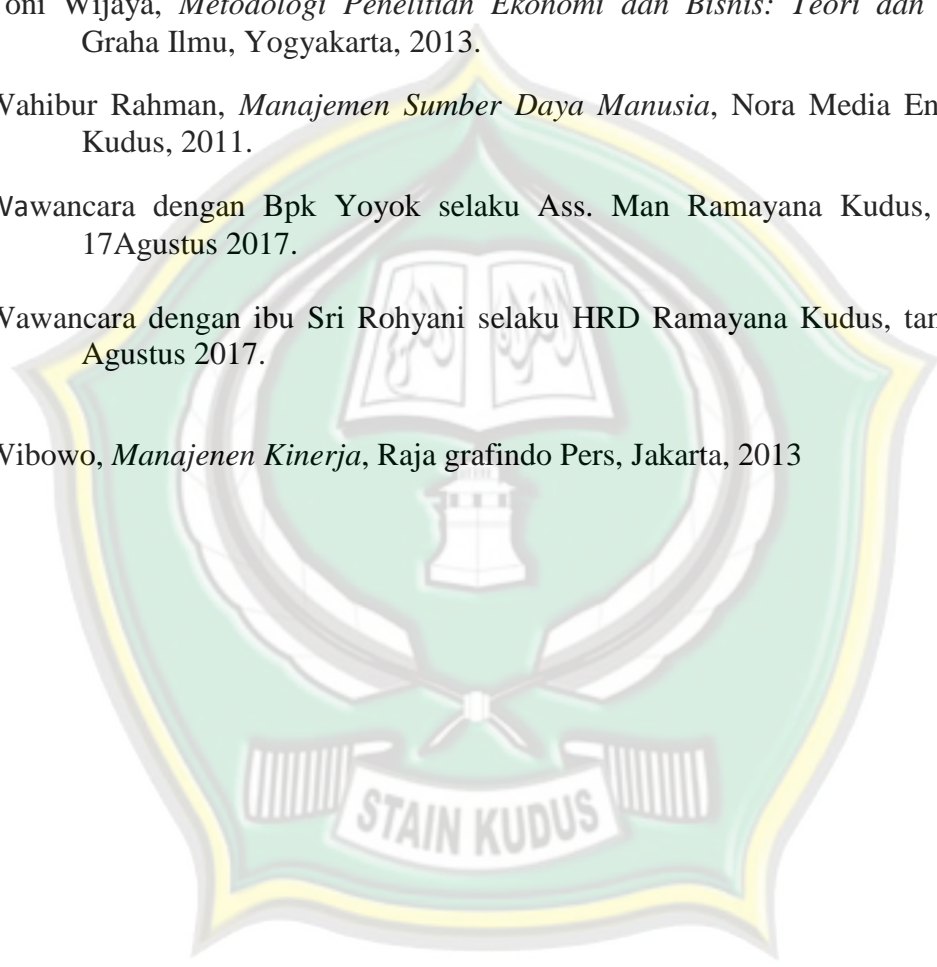 oni Wijaya, Metodologi Penelitian Ekonomi dan Bisnis: Teori dan
Graha Ilmu, Yogyakarta, 2013.
Wahibur Rahman, Manajemen Sumber Daya Manusia, Nora Media En
Kudus, 2011.
Wawancara dengan Bpk Yoyok selaku Ass. Man Ramayana Kudus,
17Agustus 2017.
Wawancara dengan ibu Sri Rohyani selaku HRD Ramayana Kudus, tan
Agustus 2017.
Wibowo, Manajenen Kinerja, Raja grafindo Pers, Jakarta, 2013
STAIN KUDUS